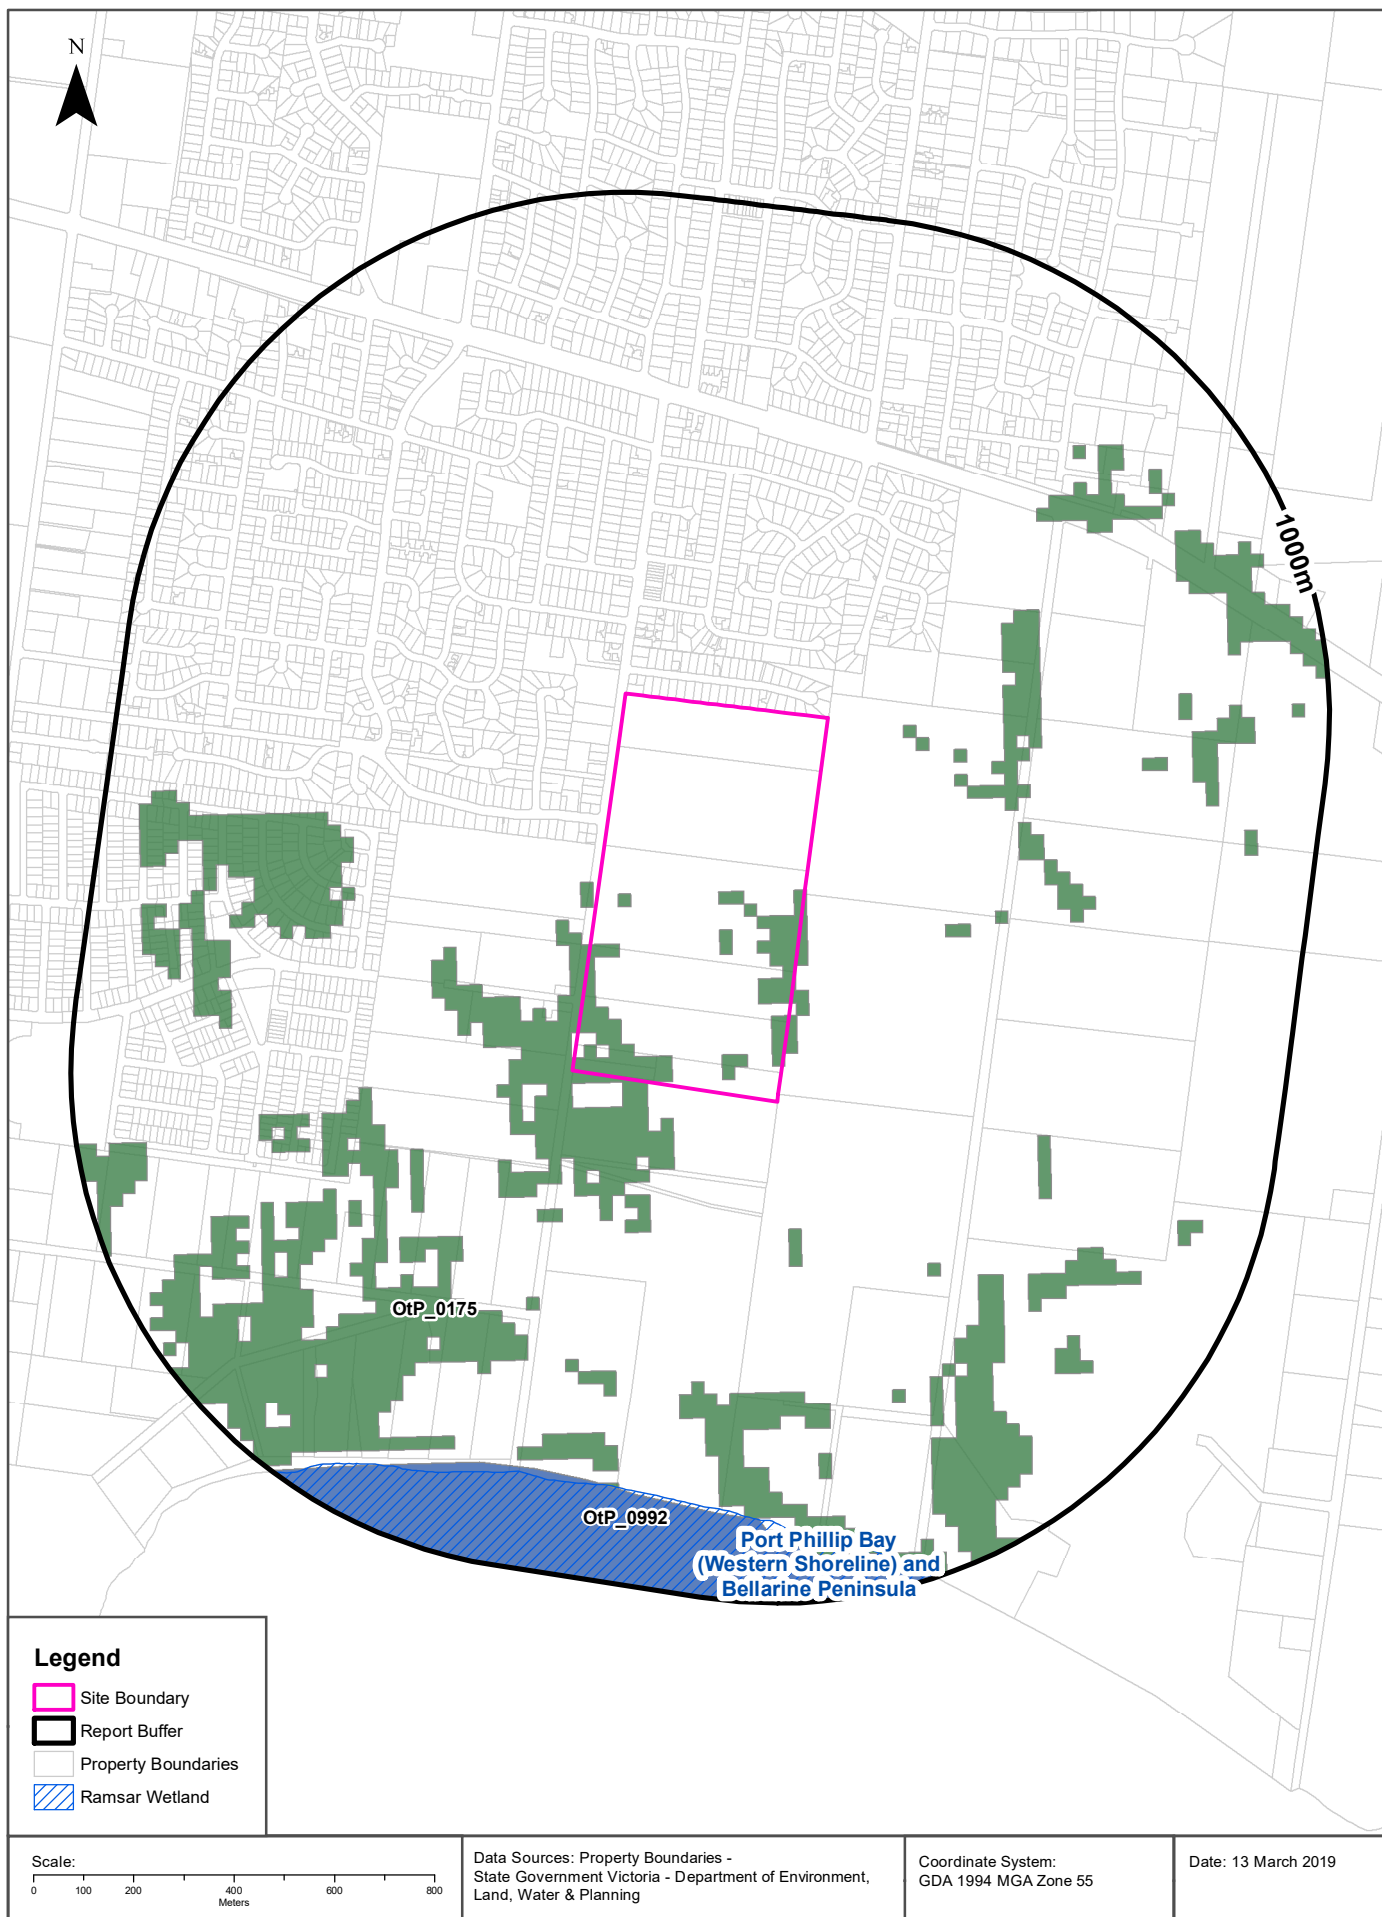 N
1000m
OtP_0175
OtP_0992
Port Phillip Bay
(Western Shoreline) and
Bellarine Peninsula
Legend
Site Boundary
Report Buffer
Property Boundaries
Ramsar Wetland
Scale:
0 100 200 400 600 800
Meters
Data Sources: Property Boundaries -
State Government Victoria - Department of Environment,
Land, Water & Planning
Coordinate System:
GDA 1994 MGA Zone 55
Date: 13 March 2019